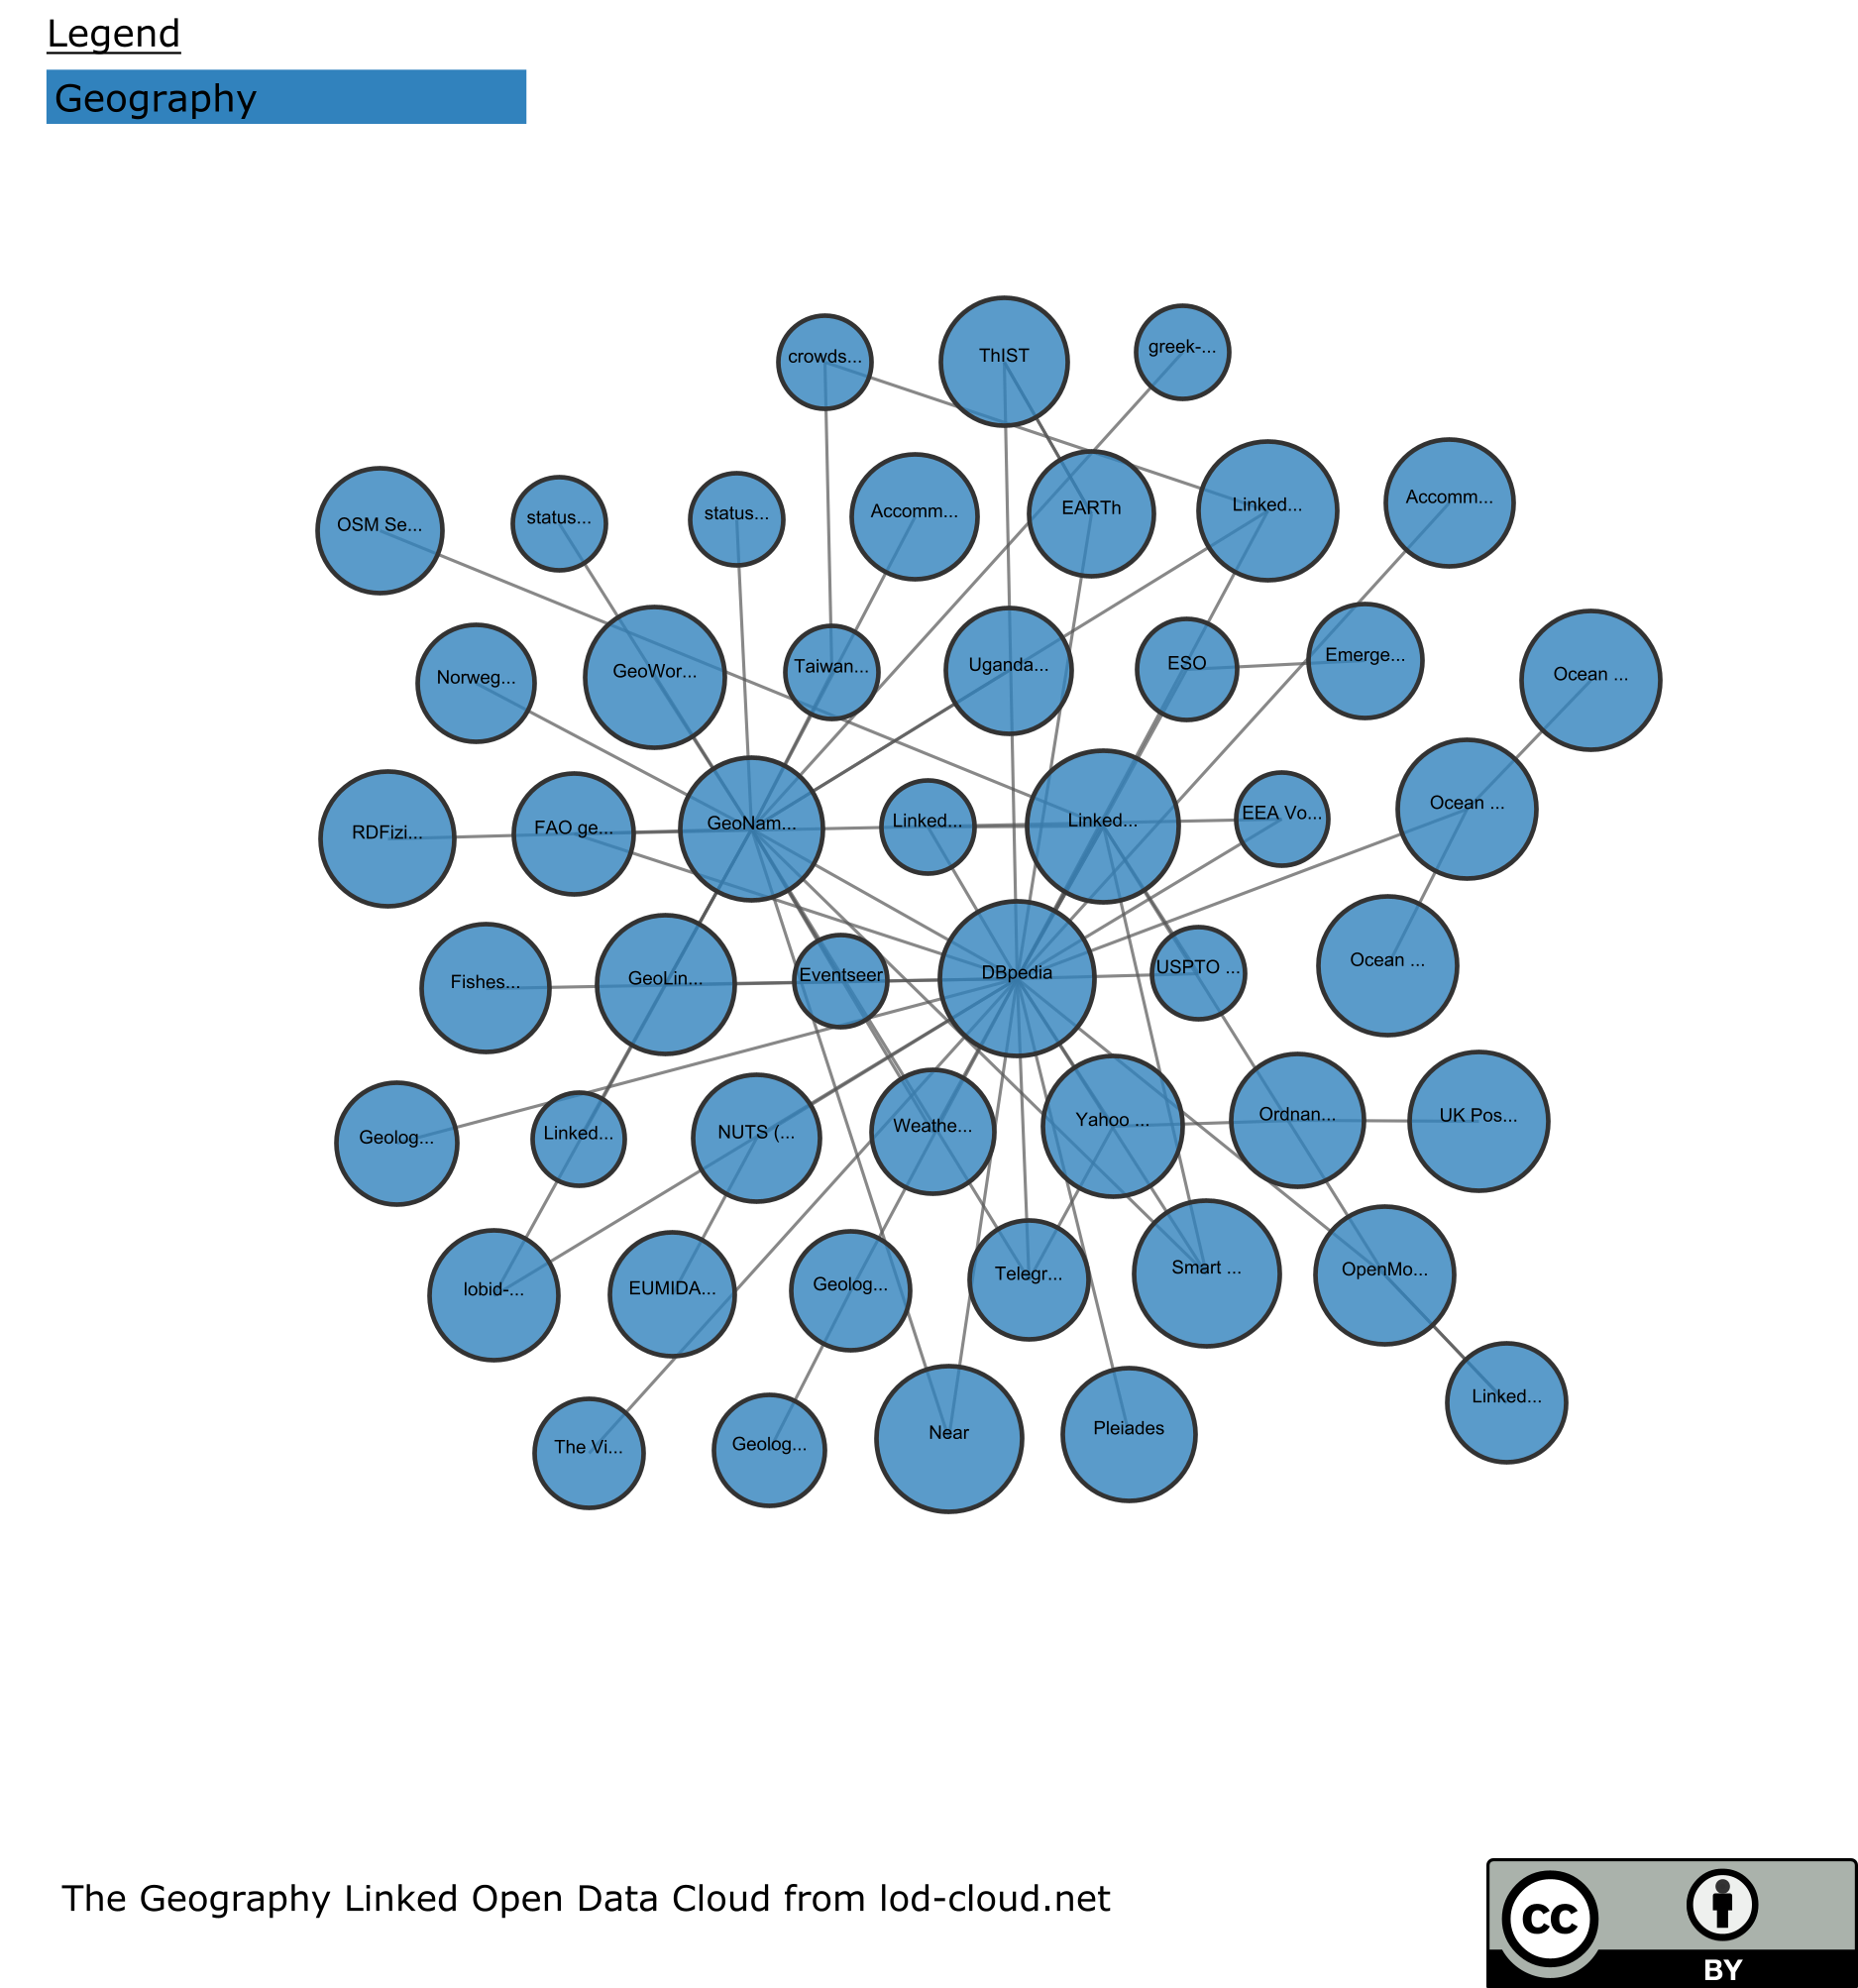 Legend
Geography
crowds...
ThIST
greek-...
OSM Se...
status...
status...
Accomm...
EARTh
Linked...
Accomm...
Norweg...
GeoWor...
Taiwan...
Uganda...
ESO
Emerge...
Ocean ...
RDFizi...
FAO ge...
GeoNam...
Linked...
Linked...
EEA Vo...
Ocean ...
Fishes...
GeoLin...
Eventseer
DBpedia
USPTO ...
Ocean ...
Geolog...
Linked...
NUTS (...
Weathe...
Yahoo ...
Ordnan...
UK Pos...
lobid-...
EUMIDA...
Geolog...
Telegr...
Smart ...
OpenMo...
The Vi...
Geolog...
Near
Pleiades
Linked...
The Geography Linked Open Data Cloud from lod-cloud.net
cc
BY